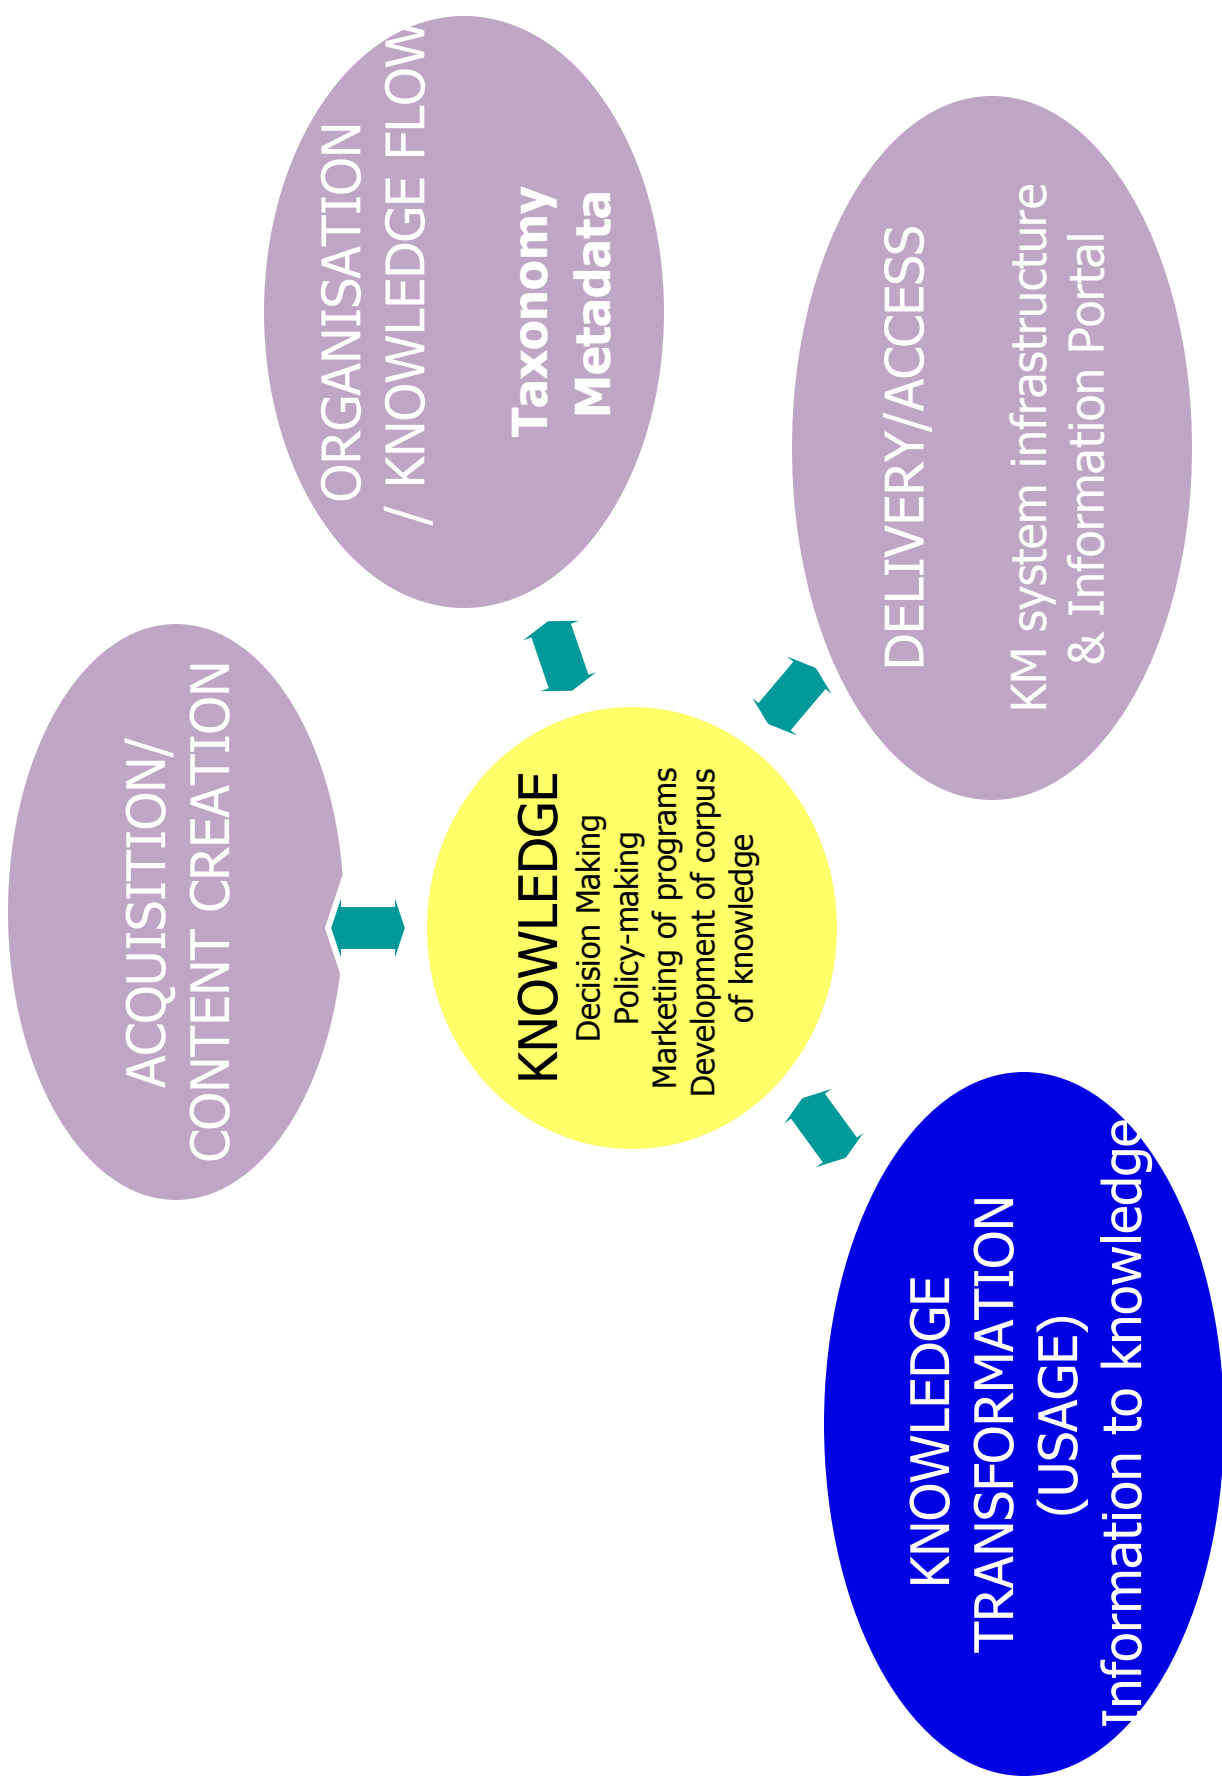 ACQUISITION/
CONTENT CREATION
ORGANISATION
/ KNOWLEDGE FLOW
Taxonomy
Metadata
KNOWLEDGE
Decision Making
Policy-making
Marketing of programs
Development of corpus
of knowledge
DELIVERY/ACCESS
KM system infrastructure
& Information Portal
KNOWLEDGE
TRANSFORMATION
(USAGE)
Information to knowledge